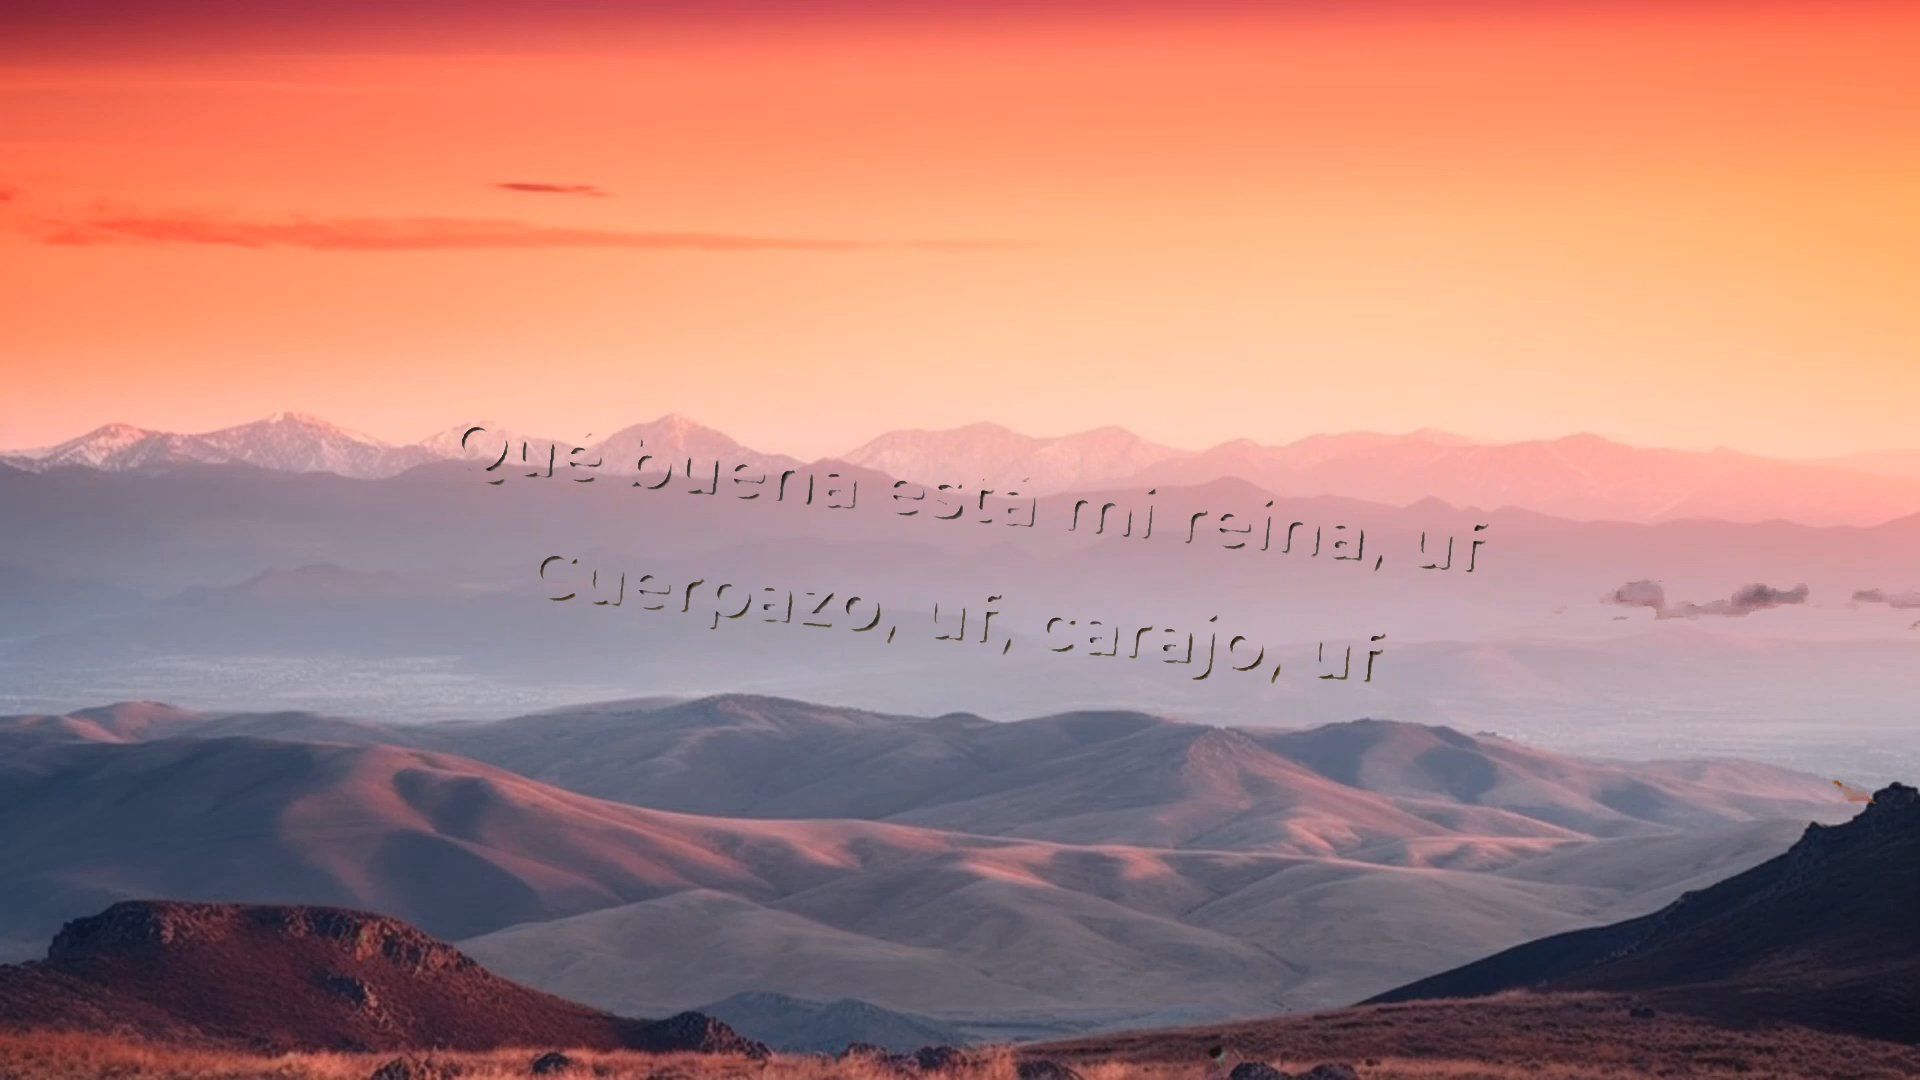 Qué buena está mi reina, uf
cuerpazo, uf, carajo, uf